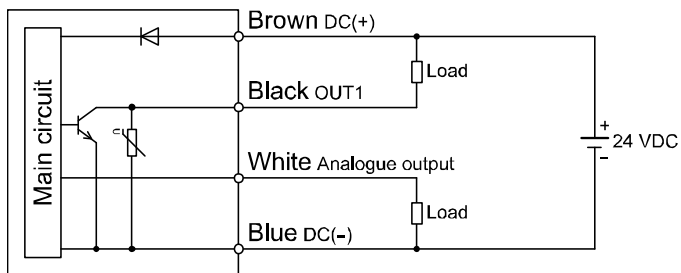 Main circuit
Brown DC(+)
Load
Black OUT1
U
White Analogue output
+
24 VDC
–
Load
Blue DC(–)